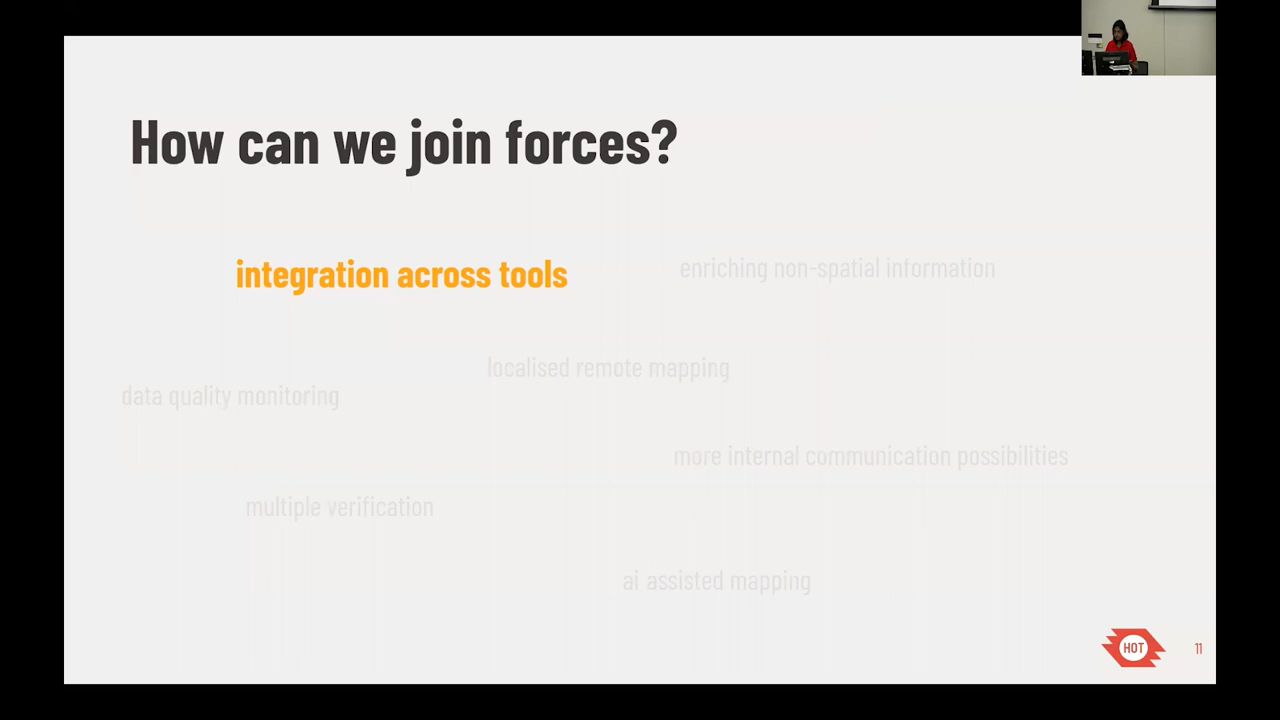 How can we join forces?
integration across tools
enriching non-spatial information
localised remote mapping
data quality monitoring
more internal communication possibilities
multiple verification
ai assisted mapping
HOT
11